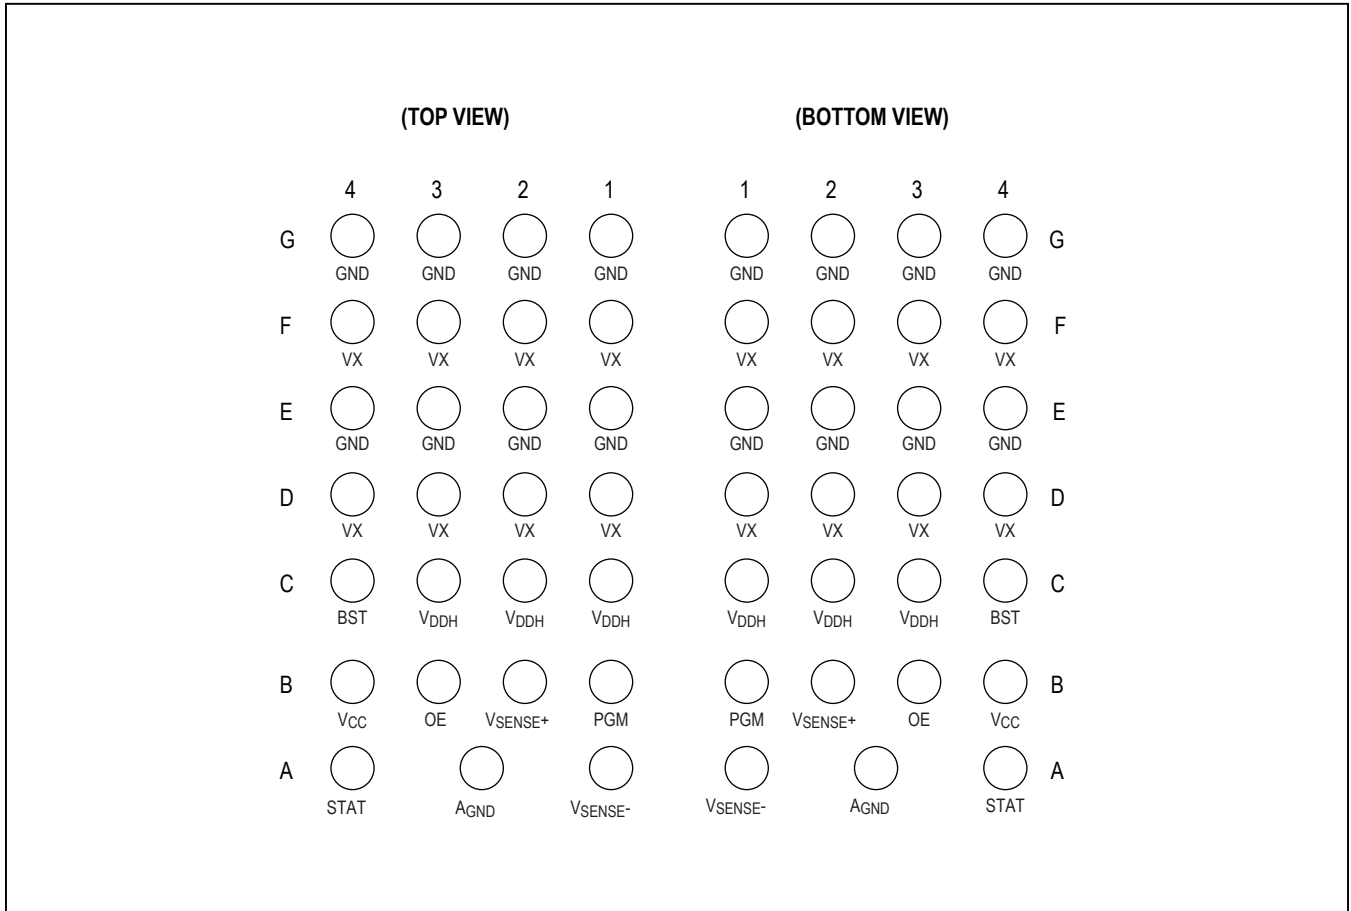 (TOP VIEW) (BOTTOM VIEW)
4 3 2 1 1 2 3 4
G G
GND GND GND GND GND GND GND GND
F F
VX VX VX VX VX VX VX VX
E E
GND GND GND GND GND GND GND GND
D D
VX VX VX VX VX VX VX VX
C C
BST VDDH VDDH VDDH VDDH VDDH VDDH BST
B B
VCC OE VSENSE+ PGM PGM VSENSE+ OE VCC
A A
STAT AGND VSENSE- VSENSE- AGND STAT